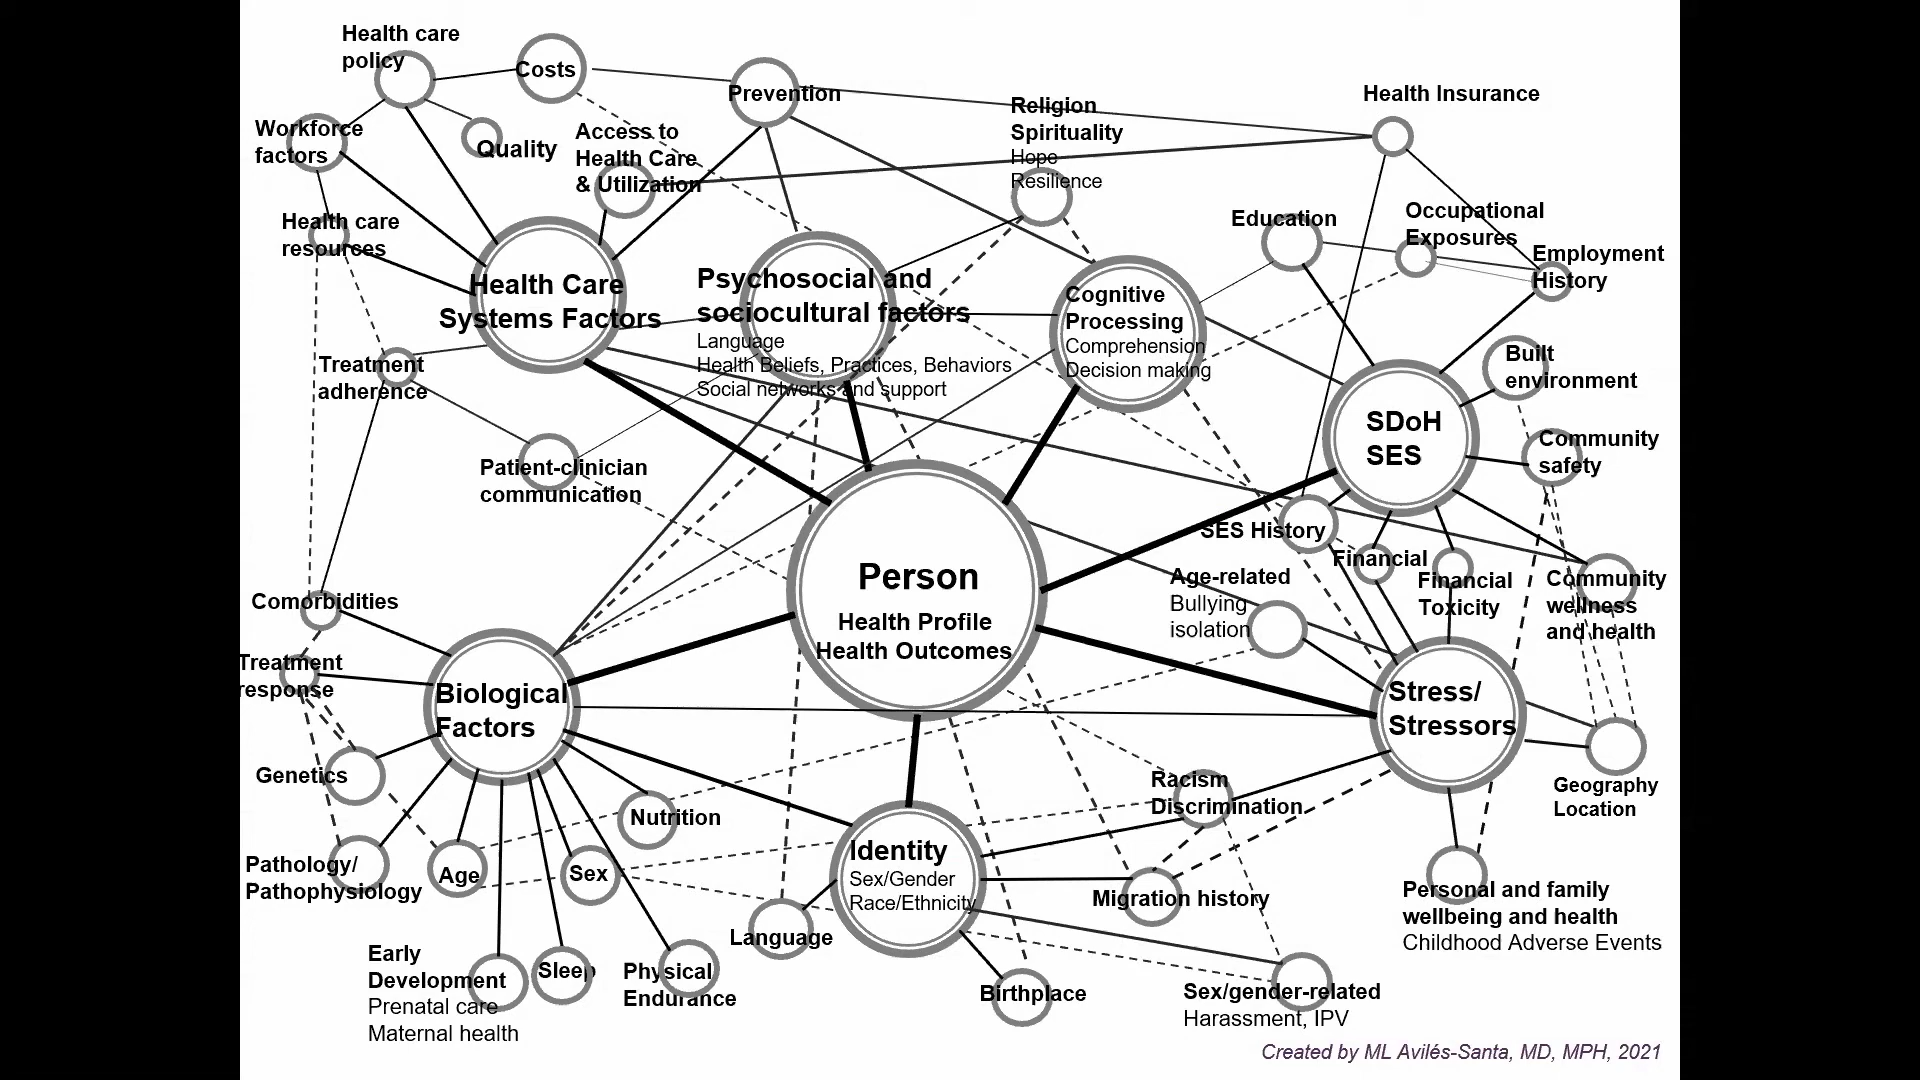 Health care
policy
Costs
Prevention
Health Insurance
Religion
Spirituality
Hope
Resilience
Workforce
factors
Quality
Access to
Health Care
& Utilization
Health care
resources
Education
Occupational
Exposures
Employment
History
Health Care
Systems Factors
Psychosocial and
sociocultural factors
Language
Health Beliefs, Practices, Behaviors
Social networks and support
Cognitive
Processing
Comprehension
Decision making
Treatment
adherence
Built
environment
SDoH
SES
Community
safety
Patient-clinician
communication
SES History
Financial
Financial
Toxicity
Community
wellness
and health
Person
Health Profile
Health Outcomes
Age-related
Bullying
isolation
Comorbidities
Treatment
response
Biological
Factors
Stress/
Stressors
Genetics
Nutrition
Racism
Discrimination
Geography
Location
Pathology/
Pathophysiology
Age
Sex
Identity
Sex/Gender
Race/Ethnicity
Migration history
Personal and family
wellbeing and health
Childhood Adverse Events
Language
Early
Development
Prenatal care
Maternal health
Sleep
Physical
Endurance
Birthplace
Sex/gender-related
Harassment, IPV
Created by ML Avilés-Santa, MD, MPH, 2021